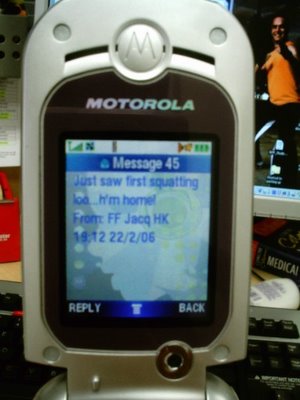 MOTOROLA
Message 45
Just saw first squatting
loo...h'm home!
From: FF Jacq HK
19:12 22/2/06
REPLY
BACK
MEDICAL